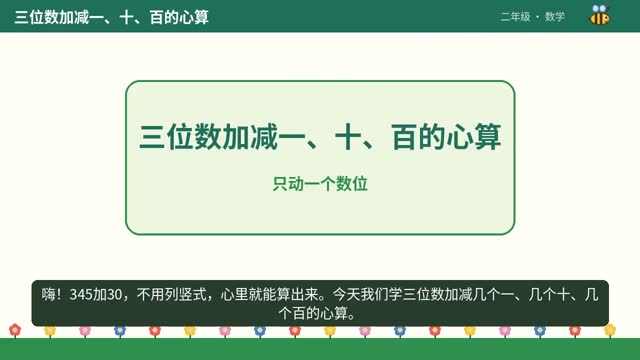 三位数加减一、十、百的心算
二年级 · 数学
三位数加减一、十、百的心算
只动一个数位
嗨！345加30，不用列竖式，心里就能算出来。今天我们学三位数加减几个一、几个十、几
个百的心算。